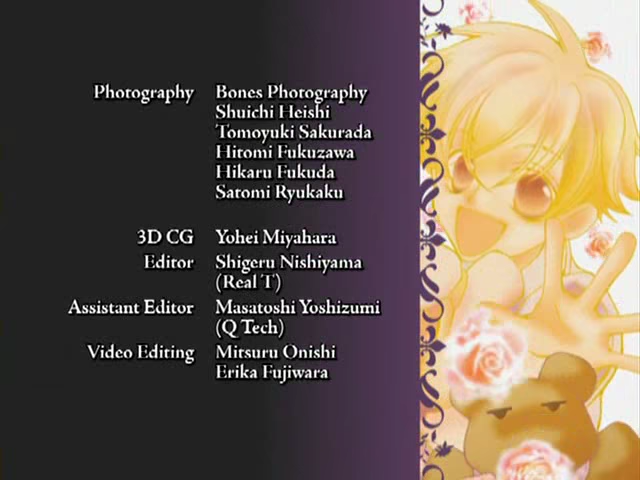 Photography Bones Photography
Shuichi Heishi
Tomoyuki Sakurada
Hitomi Fukuzawa
Hikaru Fukuda
Satomi Ryukaku
3D CG Yohei Miyahara
Editor Shigeru Nishiyama
(Real T)
Assistant Editor Masatoshi Yoshizumi
(Q Tech)
Video Editing Mitsuru Onishi
Erika Fujiwara